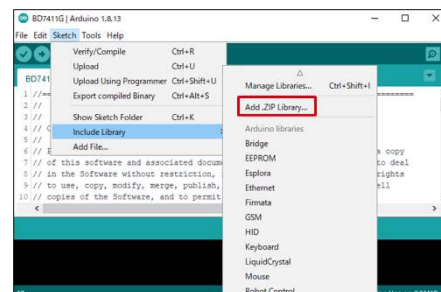 BD7411G | Arduino 1.8.13
File Edit Sketch Tools Help
Verify/Compile Ctrl+R
Upload Ctrl+U
Upload Using Programmer Ctrl+Shift+U
Export compiled Binary Ctrl+Alt+S
Show Sketch Folder Ctrl+K
Include Library
Add File...
Manage Libraries... Ctrl+Shift+I
Add .ZIP Library...
Arduino libraries
Bridge
EEPROM
Esplora
Ethernet
Firmata
GSM
HID
Keyboard
LiquidCrystal
Mouse
Robot Control
BD741
1 //==
2 //
3 //
4 // C
5 //
6 // P
a copy
7 // of this software and associated docume
to deal
8 // in the Software without restriction,
rights
9 // to use, copy, modify, merge, publish,
ell
10 // copies of the Software, and to permit